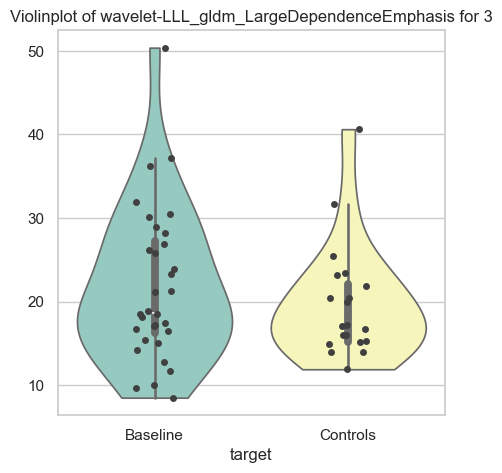 Violinplot of wavelet-LLL_gldm_LargeDependenceEmphasis for 3
50
40
30
20
10
Baseline Controls
target